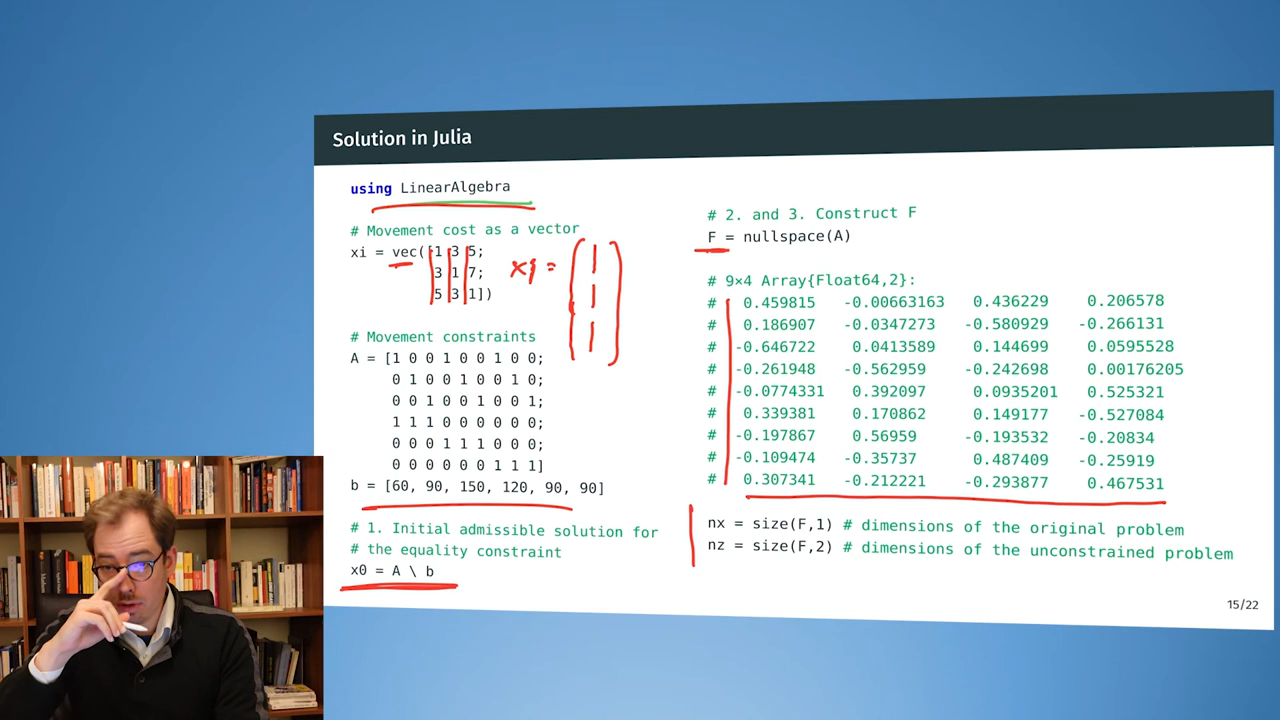 Solution in Julia
using LinearAlgebra
# Movement cost as a vector
xi = vec([1 3 5;
3 1 7;
5 3 1])
xi =
# Movement constraints
A = [1 0 0 1 0 0 1 0 0;
0 1 0 0 1 0 0 1 0;
0 0 1 0 0 1 0 0 1;
1 1 1 0 0 0 0 0 0;
0 0 0 1 1 1 0 0 0;
0 0 0 0 0 0 1 1 1]
b = [60, 90, 150, 120, 90, 90]
# 1. Initial admissible solution for
# the equality constraint
x0 = A \ b
# 2. and 3. Construct F
F = nullspace(A)
# 9×4 Array{Float64,2}:
# 0.459815 -0.00663163 0.436229 0.206578
# 0.186907 -0.0347273 -0.580929 -0.266131
# -0.646722 0.0413589 0.144699 0.0595528
# -0.261948 -0.562959 -0.242698 0.00176205
# -0.0774331 0.392097 0.0935201 0.525321
# 0.339381 0.170862 0.149177 -0.527084
# -0.197867 0.56959 -0.193532 -0.20834
# -0.109474 -0.35737 0.487409 -0.25919
# 0.307341 -0.212221 -0.293877 0.467531
nx = size(F,1) # dimensions of the original problem
nz = size(F,2) # dimensions of the unconstrained problem
15/22